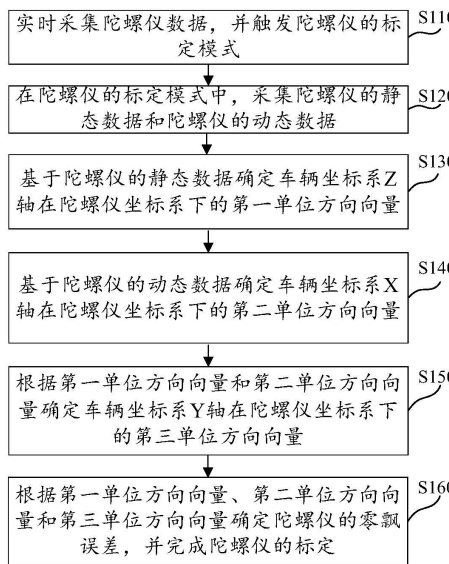 实时采集陀螺仪数据，并触发陀螺仪的标
定模式
S110
在陀螺仪的标定模式中，采集陀螺仪的静
态数据和陀螺仪的动态数据
S120
基于陀螺仪的静态数据确定车辆坐标系Z
轴在陀螺仪坐标系下的第一单位方向向量
S130
基于陀螺仪的动态数据确定车辆坐标系X
轴在陀螺仪坐标系下的第二单位方向向量
S140
根据第一单位方向向量和第二单位方向向
量确定车辆坐标系Y轴在陀螺仪坐标系下
的第三单位方向向量
S150
根据第一单位方向向量、第二单位方向向
量和第三单位方向向量确定陀螺仪的零飘
误差，并完成陀螺仪的标定
S160